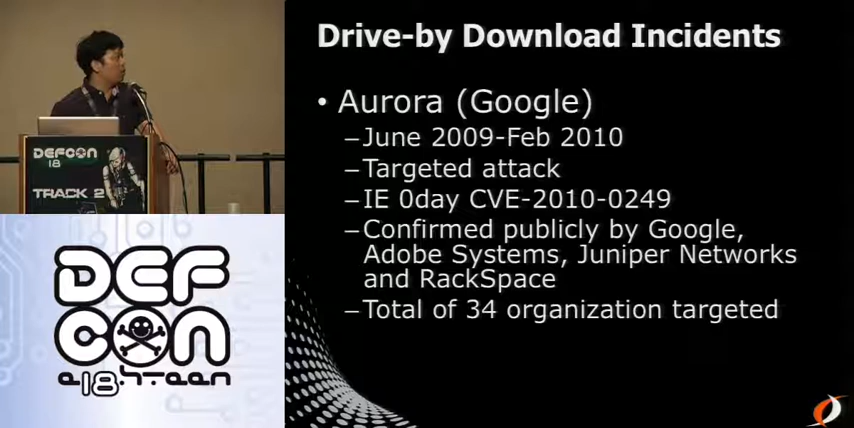 Drive-by Download Incidents
• Aurora (Google)
–June 2009-Feb 2010
–Targeted attack
–IE 0day CVE-2010-0249
–Confirmed publicly by Google,
Adobe Systems, Juniper Networks
and RackSpace
–Total of 34 organization targeted
DEFCON
18
TRACK 2
DEF
CON
e18hteen